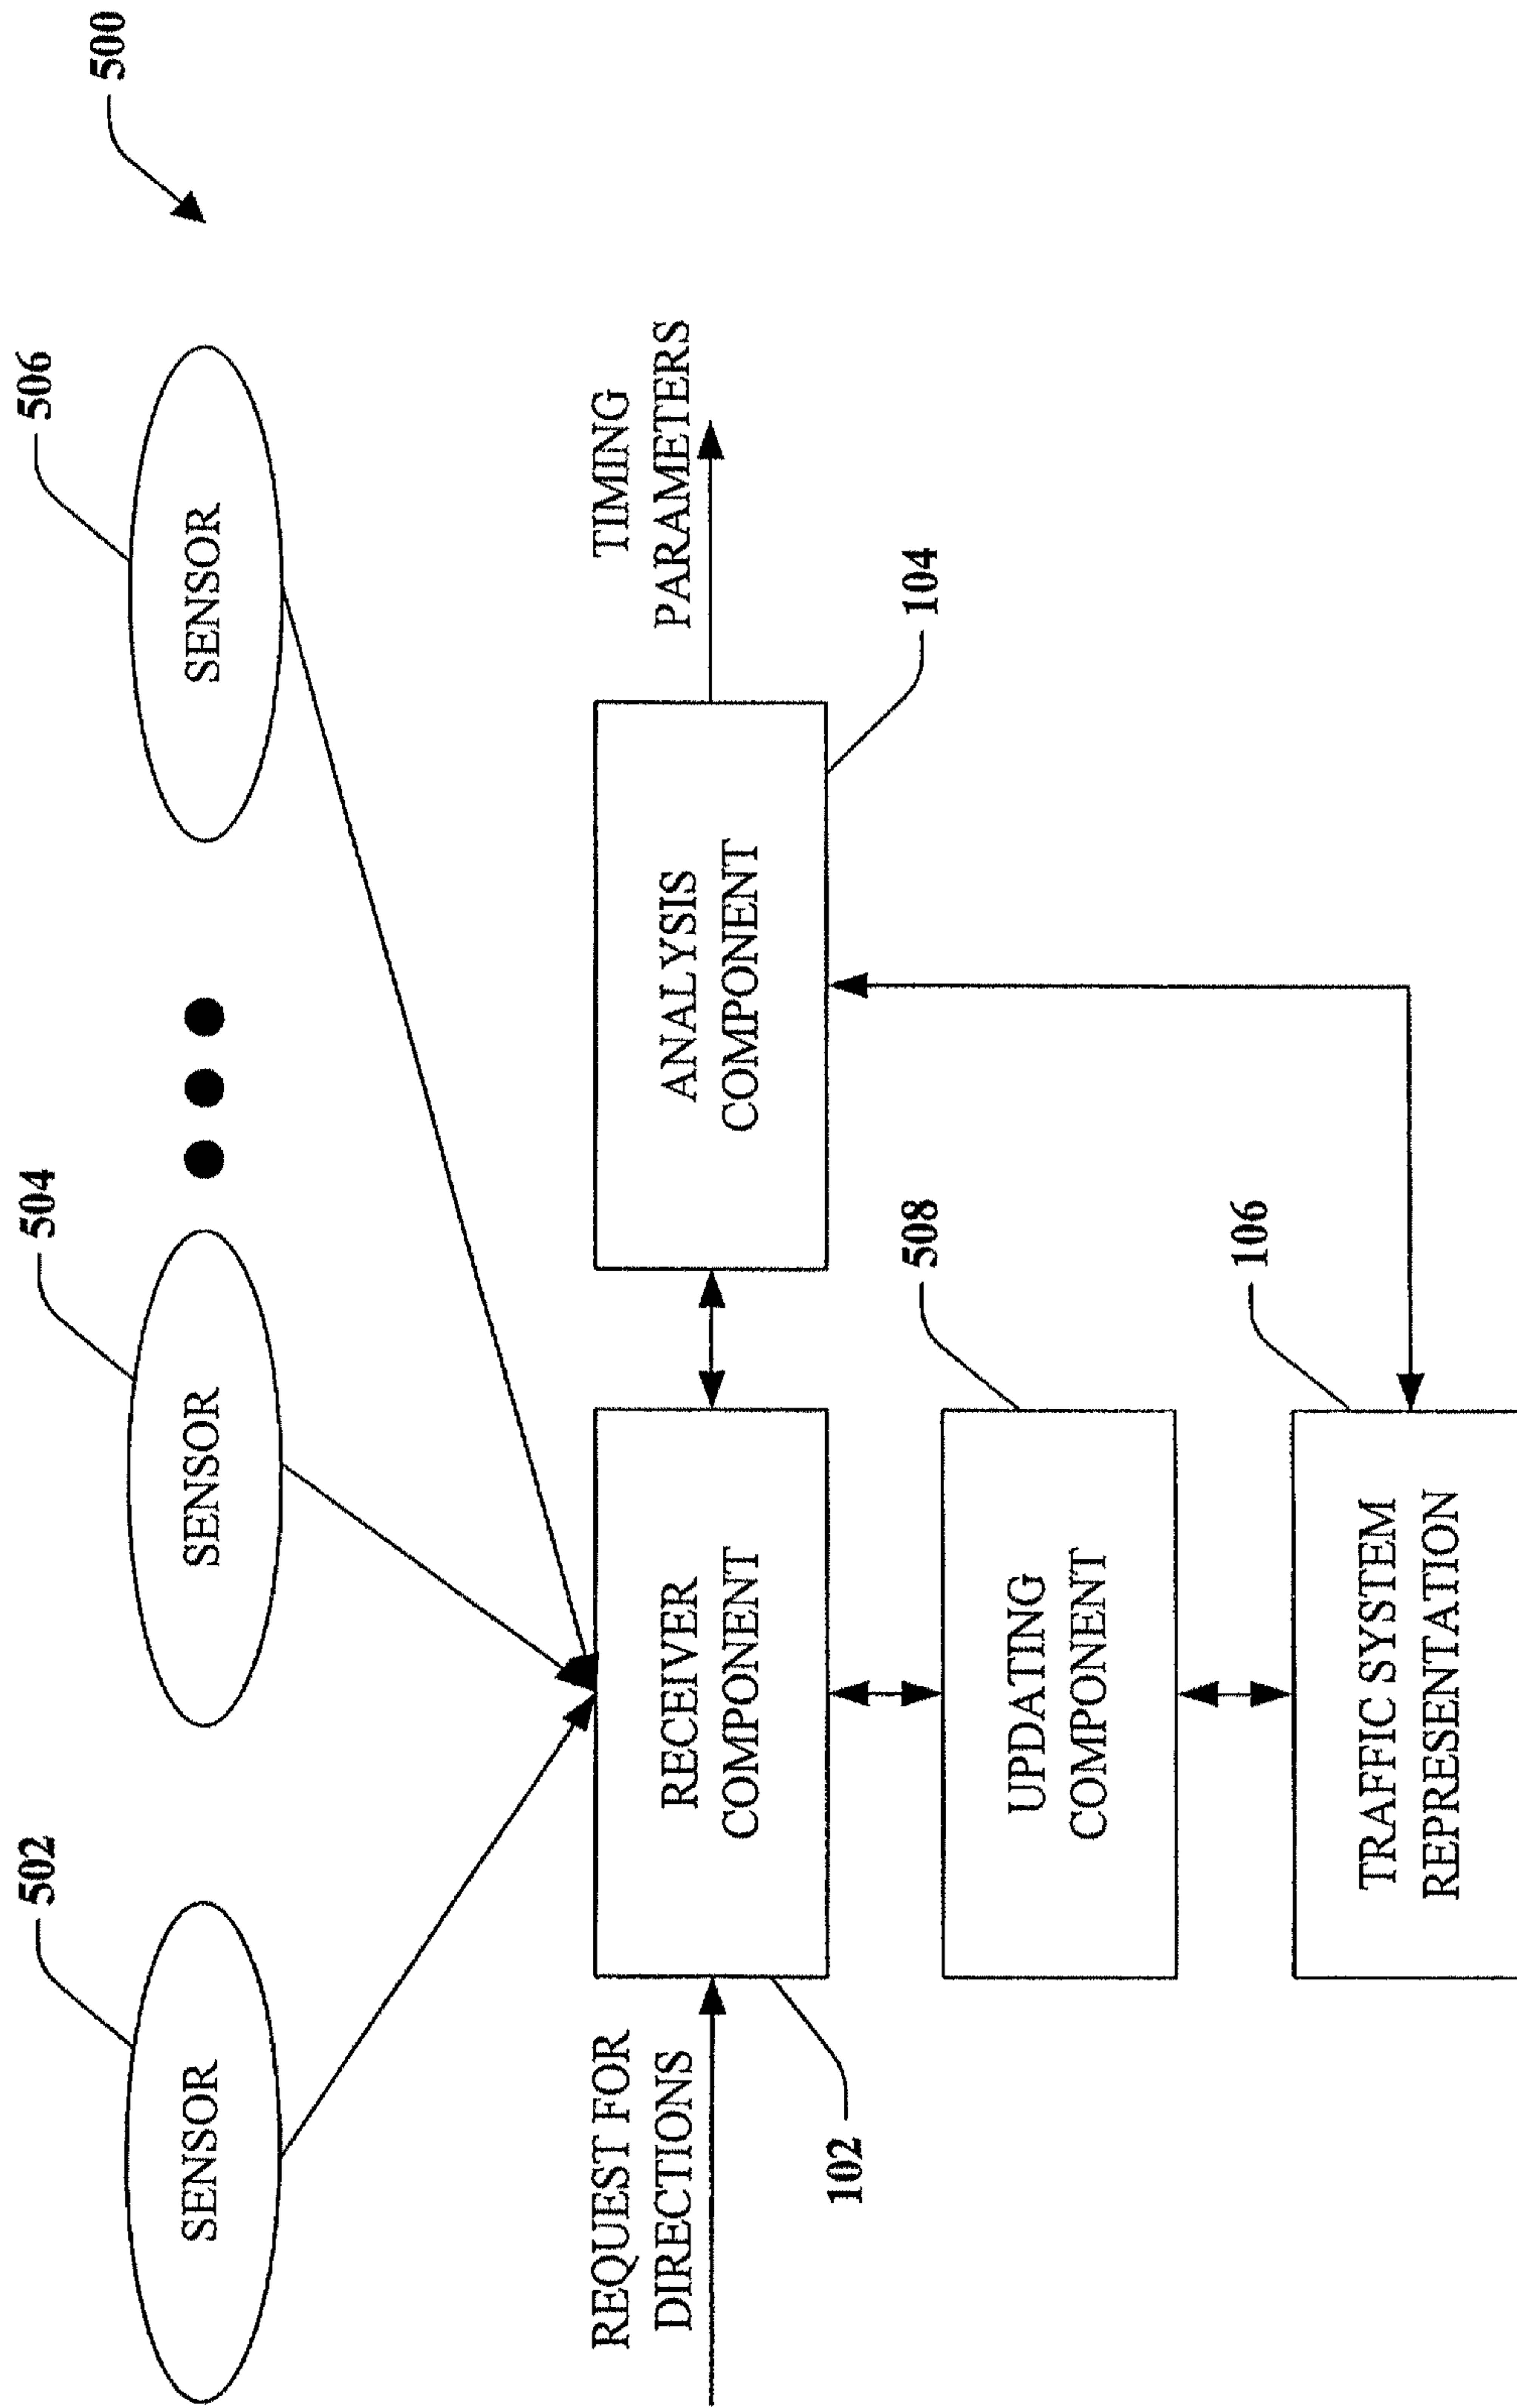 500
502
504
506
SENSOR
SENSOR
SENSOR
REQUEST FOR
DIRECTIONS
RECEIVER
COMPONENT
ANALYSIS
COMPONENT
TIMING
PARAMETERS
102
104
UPDATING
COMPONENT
508
TRAFFIC SYSTEM
REPRESENTATION
106